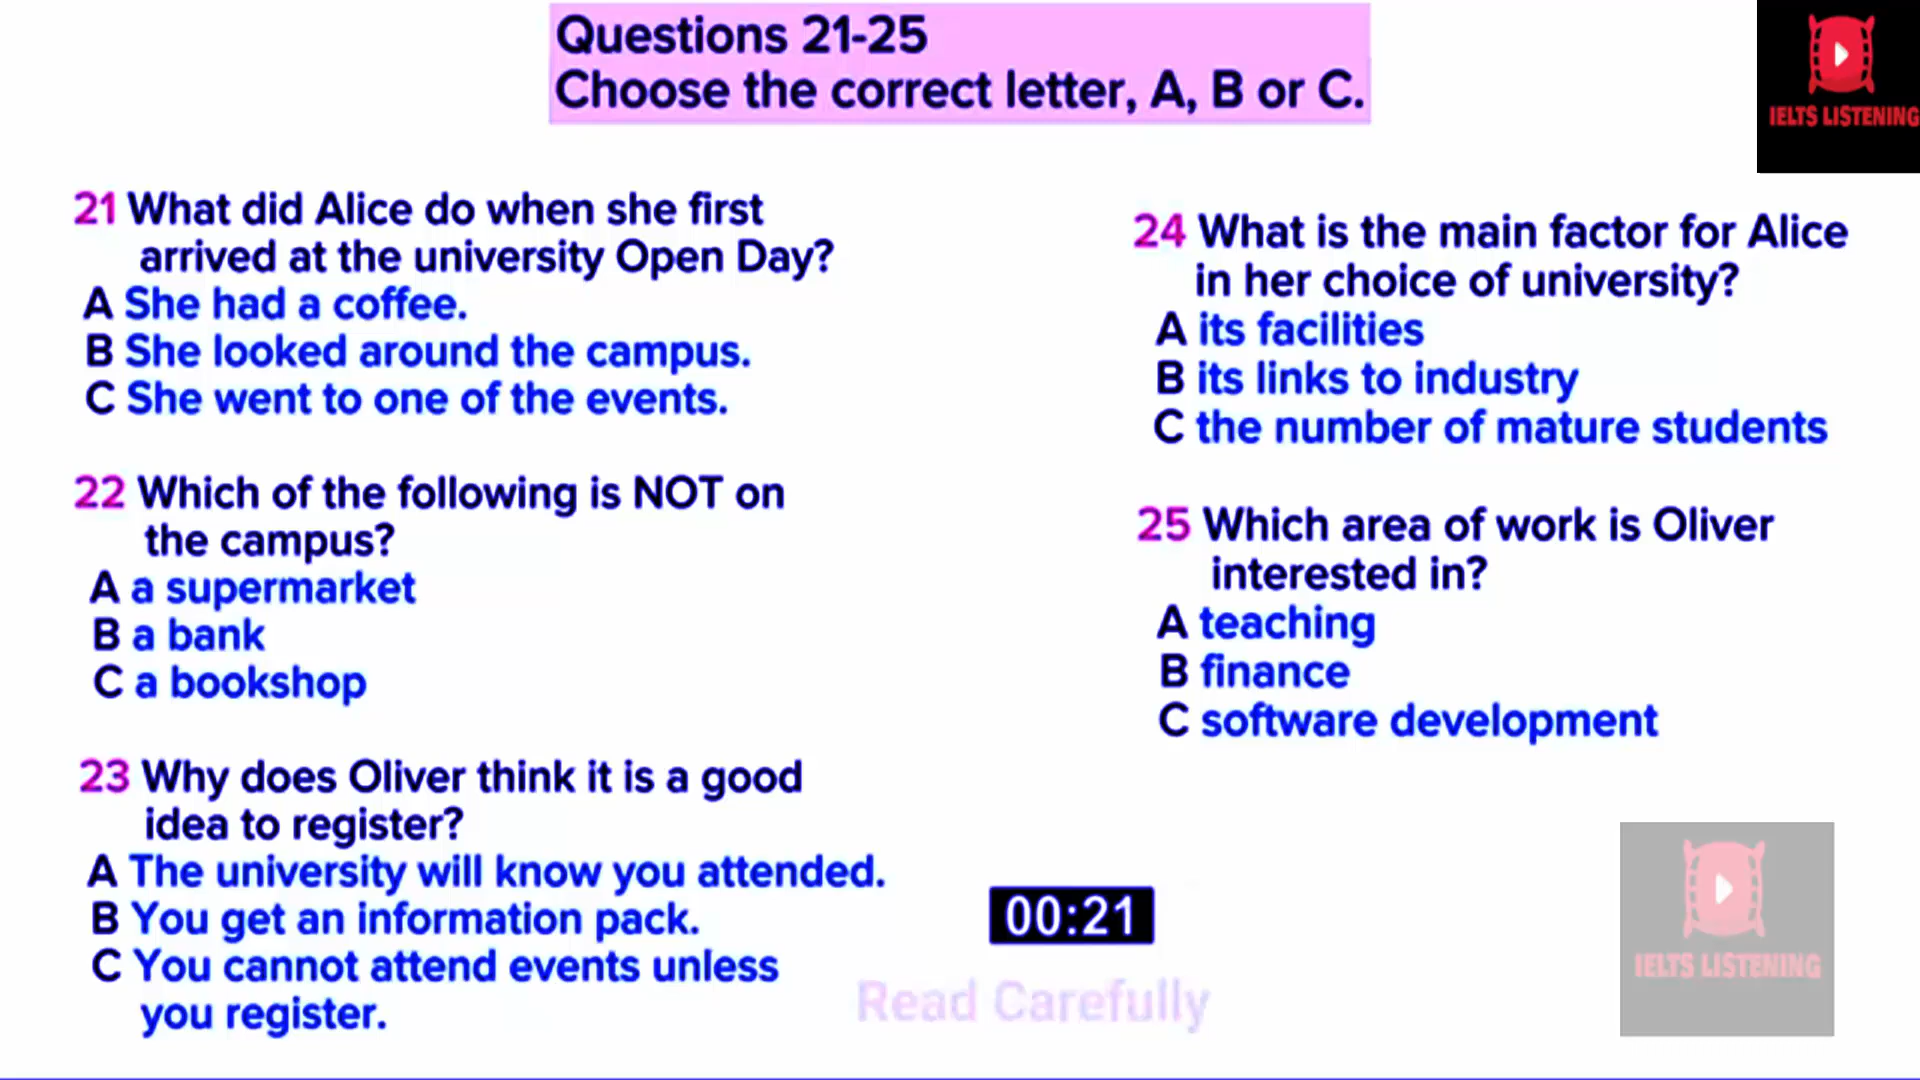 Questions 21-25
Choose the correct letter, A, B or C.
IELTS LISTENING
21 What did Alice do when she first
arrived at the university Open Day?
A She had a coffee.
B She looked around the campus.
C She went to one of the events.
22 Which of the following is NOT on
the campus?
A a supermarket
B a bank
C a bookshop
23 Why does Oliver think it is a good
idea to register?
A The university will know you attended.
B You get an information pack.
C You cannot attend events unless
you register.
24 What is the main factor for Alice
in her choice of university?
A its facilities
B its links to industry
C the number of mature students
25 Which area of work is Oliver
interested in?
A teaching
B finance
C software development
00:21
Read Carefully
IELTS LISTENING